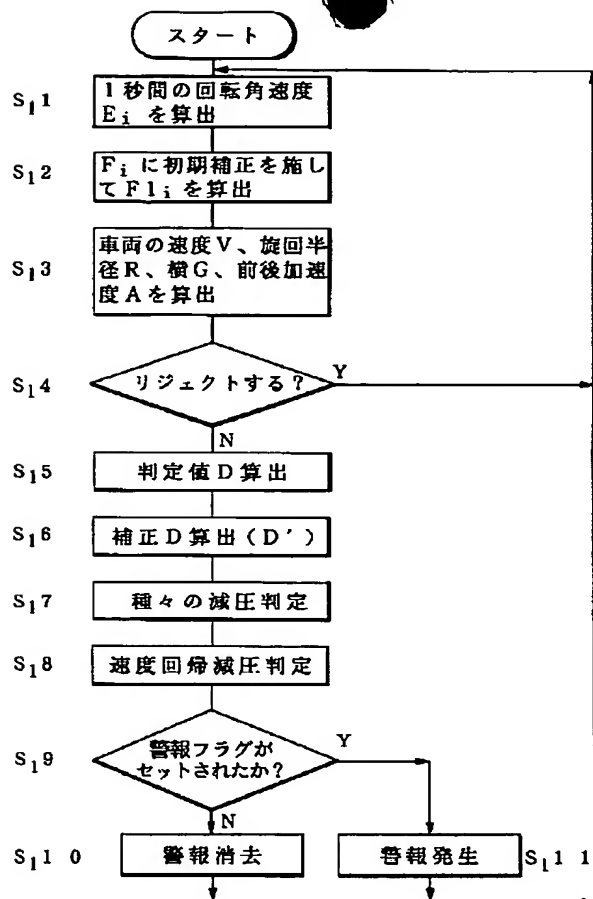 スタート
S₁1
1秒間の回転角速度
Eᵢ を算出
S₁2
Fᵢに初期補正を施し
てF1ᵢを算出
S₁3
車両の速度V、旋回半
径R、横G、前後加速
度Aを算出
S₁4
リジェクトする?
Y
N
S₁5
判定値D算出
S₁6
補正D算出(D′)
S₁7
種々の減圧判定
S₁8
速度回帰減圧判定
S₁9
警報フラグが
セットされたか?
Y
N
S₁1 0
警報消去
警報発生
S₁1 1